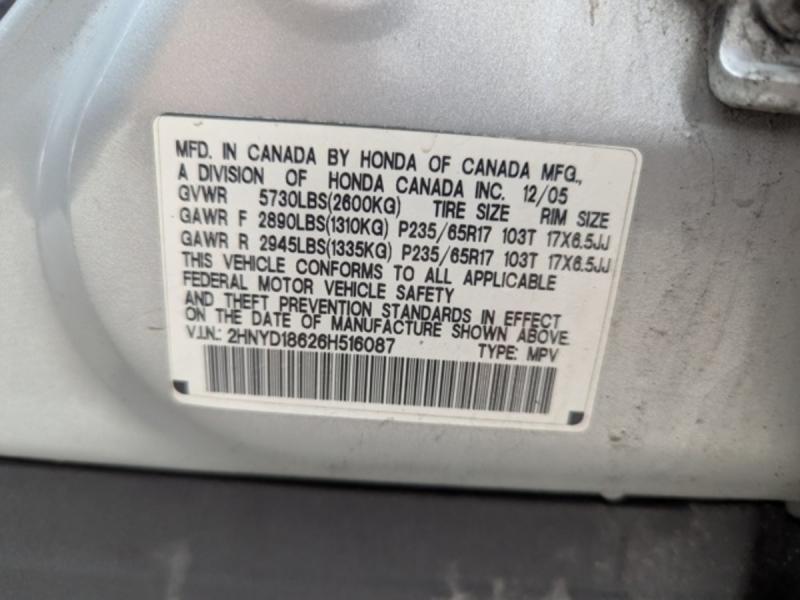 MFD. IN CANADA BY HONDA OF CANADA MFG.,
A DIVISION OF HONDA CANADA INC. 12/05
GVWR 5730LBS(2600KG) TIRE SIZE RIM SIZE
GAWR F 2890LBS(1310KG) P235/65R17 103T 17X6.5JJ
GAWR R 2945LBS(1335KG) P235/65R17 103T 17X6.5JJ
THIS VEHICLE CONFORMS TO ALL APPLICABLE
FEDERAL MOTOR VEHICLE SAFETY
AND THEFT PREVENTION STANDARDS IN EFFECT
ON THE DATE OF MANUFACTURE SHOWN ABOVE.
V.I.N.: 2HNYD18626H516087 TYPE: MPV